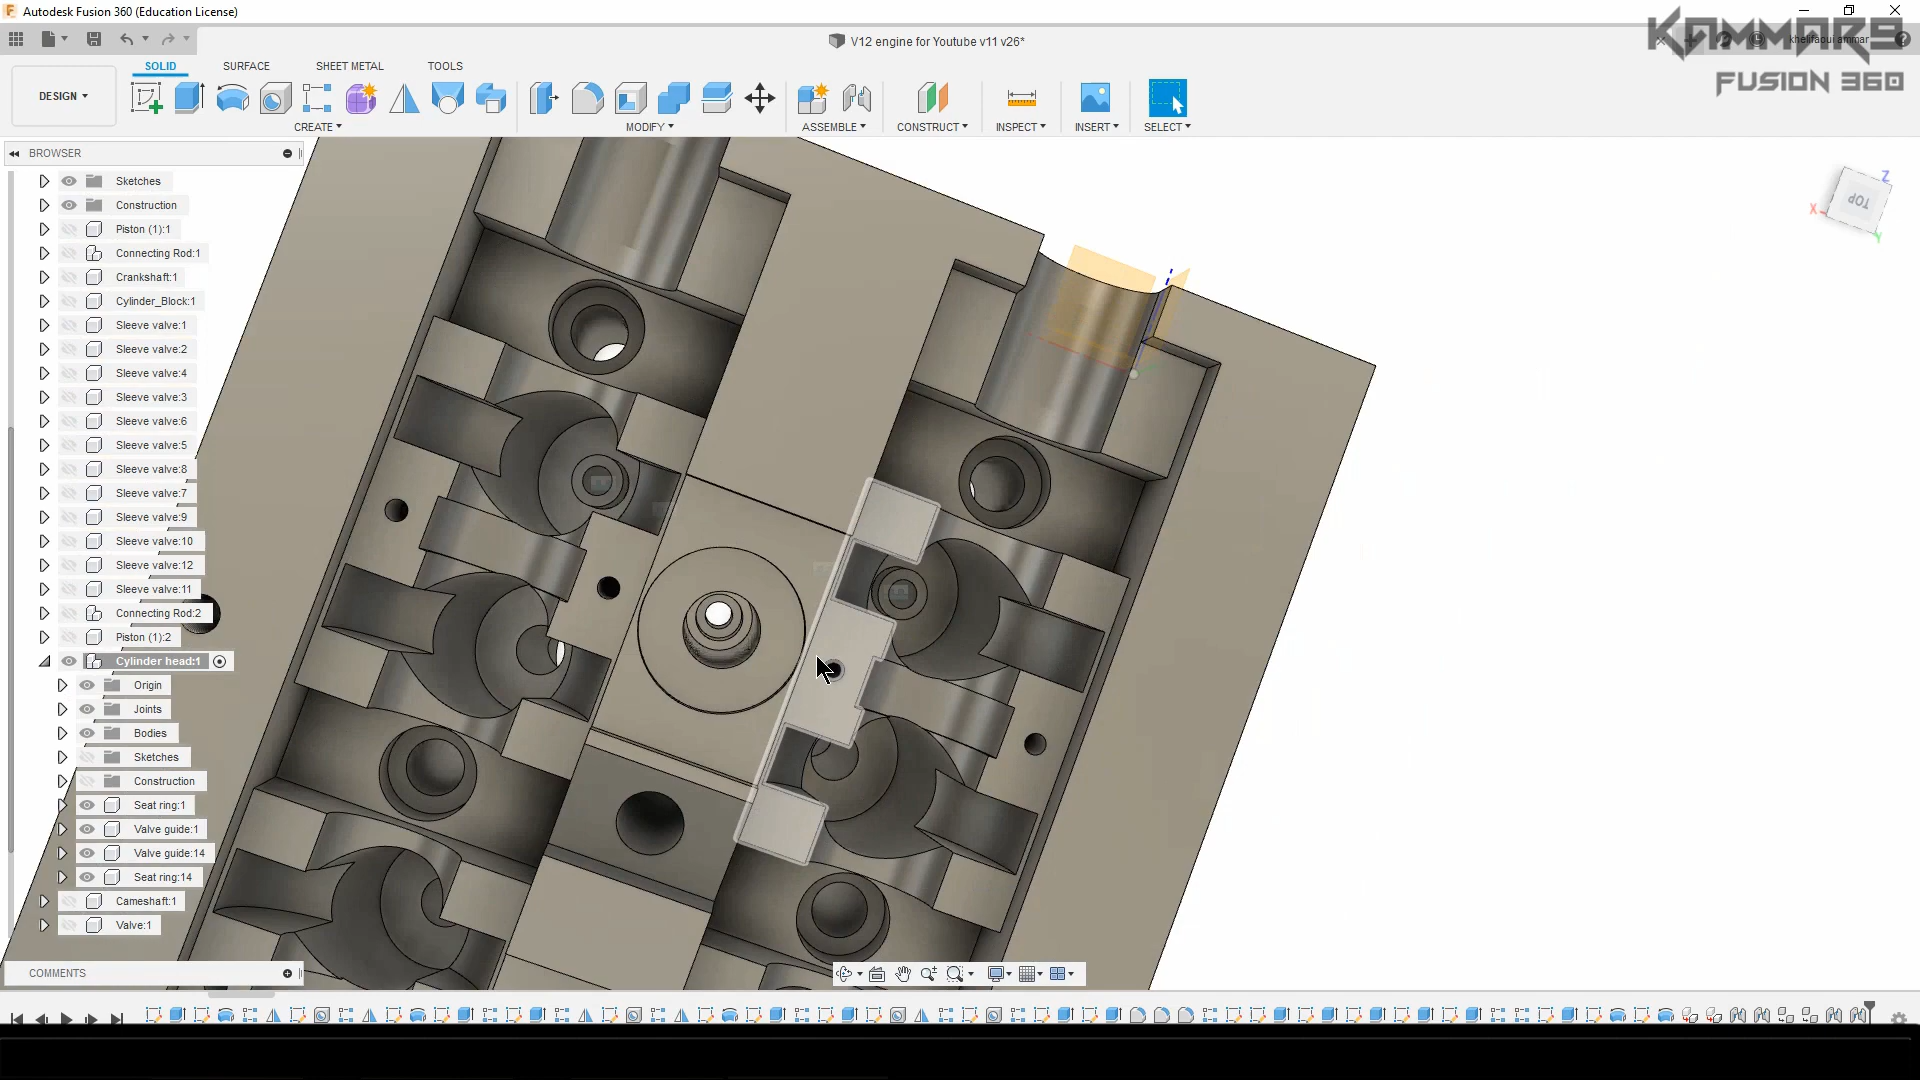 Autodesk Fusion 360 (Education License)
V12 engine for Youtube v11 v26*
khelifaoui ammar
KAMMAR9
FUSION 360
SOLID
SURFACE
SHEET METAL
TOOLS
DESIGN
CREATE
MODIFY
ASSEMBLE
CONSTRUCT
INSPECT
INSERT
SELECT
BROWSER
Sketches
Construction
Piston (1):1
Connecting Rod:1
Crankshaft:1
Cylinder_Block:1
Sleeve valve:1
Sleeve valve:2
Sleeve valve:4
Sleeve valve:3
Sleeve valve:6
Sleeve valve:5
Sleeve valve:8
Sleeve valve:7
Sleeve valve:9
Sleeve valve:10
Sleeve valve:12
Sleeve valve:11
Connecting Rod:2
Piston (1):2
Cylinder head:1
Origin
Joints
Bodies
Sketches
Construction
Seat ring:1
Valve guide:1
Valve guide:14
Seat ring:14
Cameshaft:1
Valve:1
COMMENTS
TOP
Z
X
Y